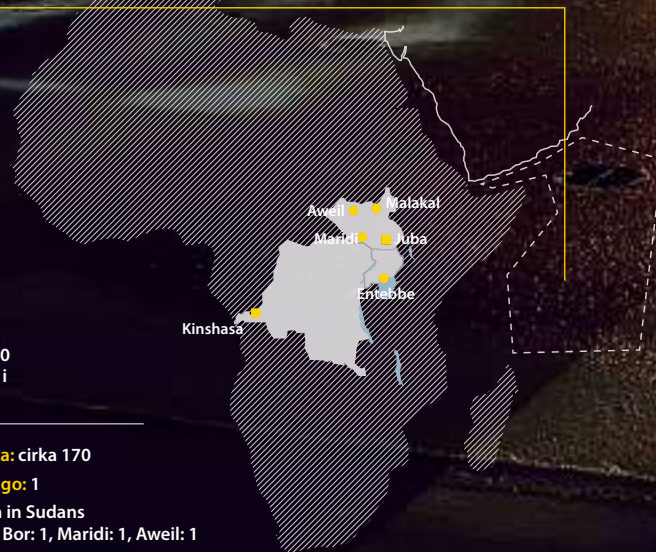 Aweil
Malakal
Maridi
Juba
Entebbe
Kinshasa
0
i
a: cirka 170
go: 1
in Sudans
Bor: 1, Maridi: 1, Aweil: 1